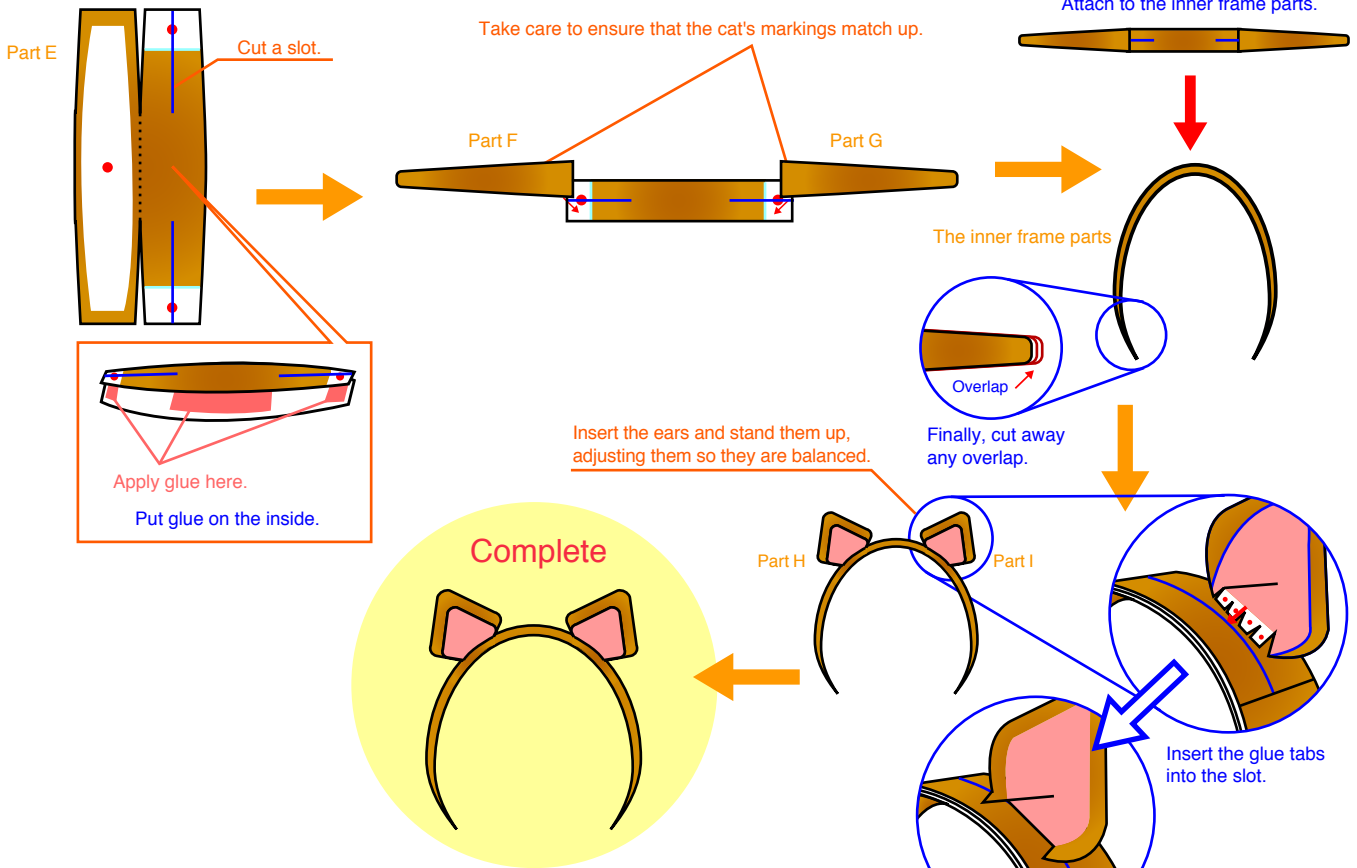 Attach to the inner frame parts.
Take care to ensure that the cat's markings match up.
Part E
Cut a slot.
Part F
Part G
The inner frame parts
Overlap
Finally, cut away
any overlap.
Apply glue here.
Put glue on the inside.
Insert the ears and stand them up,
adjusting them so they are balanced.
Complete
Part H
Part I
Insert the glue tabs
into the slot.